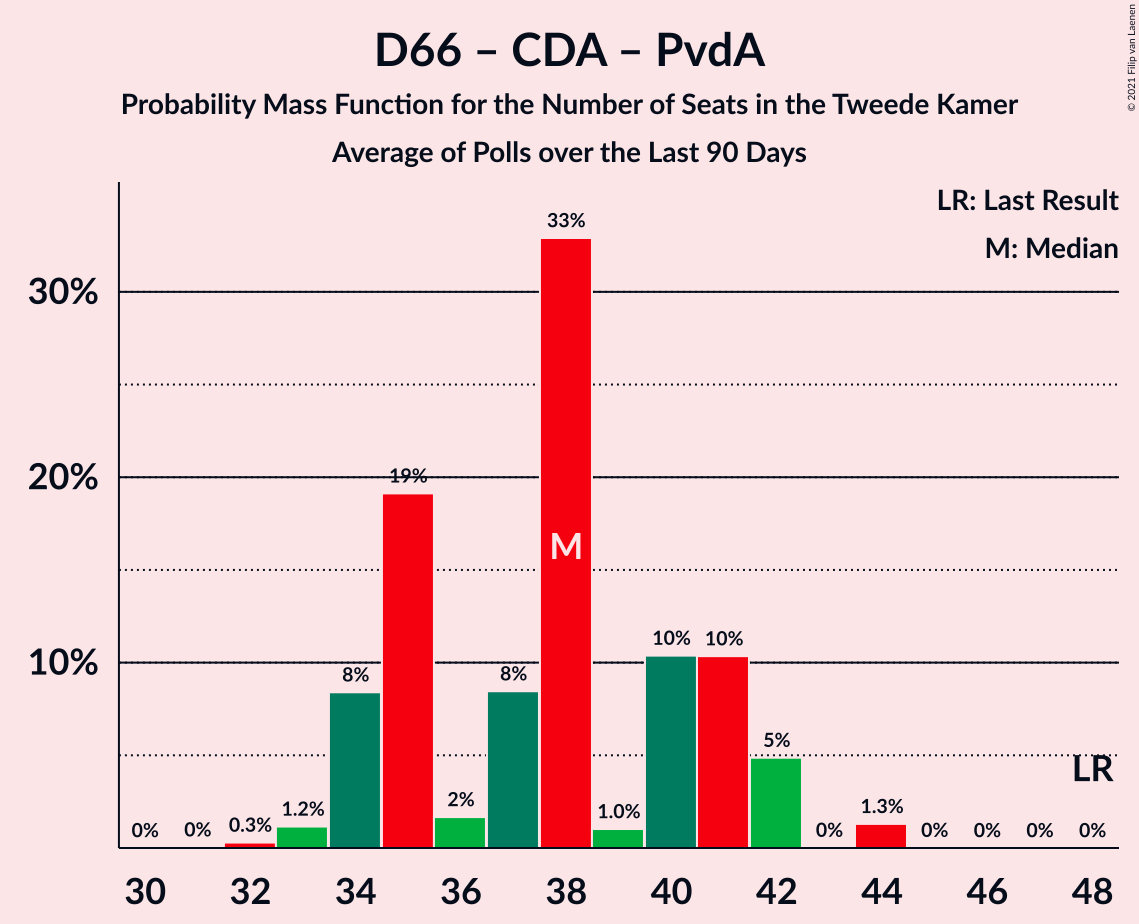 D66 – CDA – PvdA
Probability Mass Function for the Number of Seats in the Tweede Kamer
Average of Polls over the Last 90 Days
© 2021 Filip van Laenen
LR: Last Result
M: Median
30%
20%
10%
0%
0%
0.3%
1.2%
8%
19%
2%
8%
33%
M
1.0%
10%
10%
5%
0%
1.3%
0%
0%
0%
0%
LR
30 32 34 36 38 40 42 44 46 48